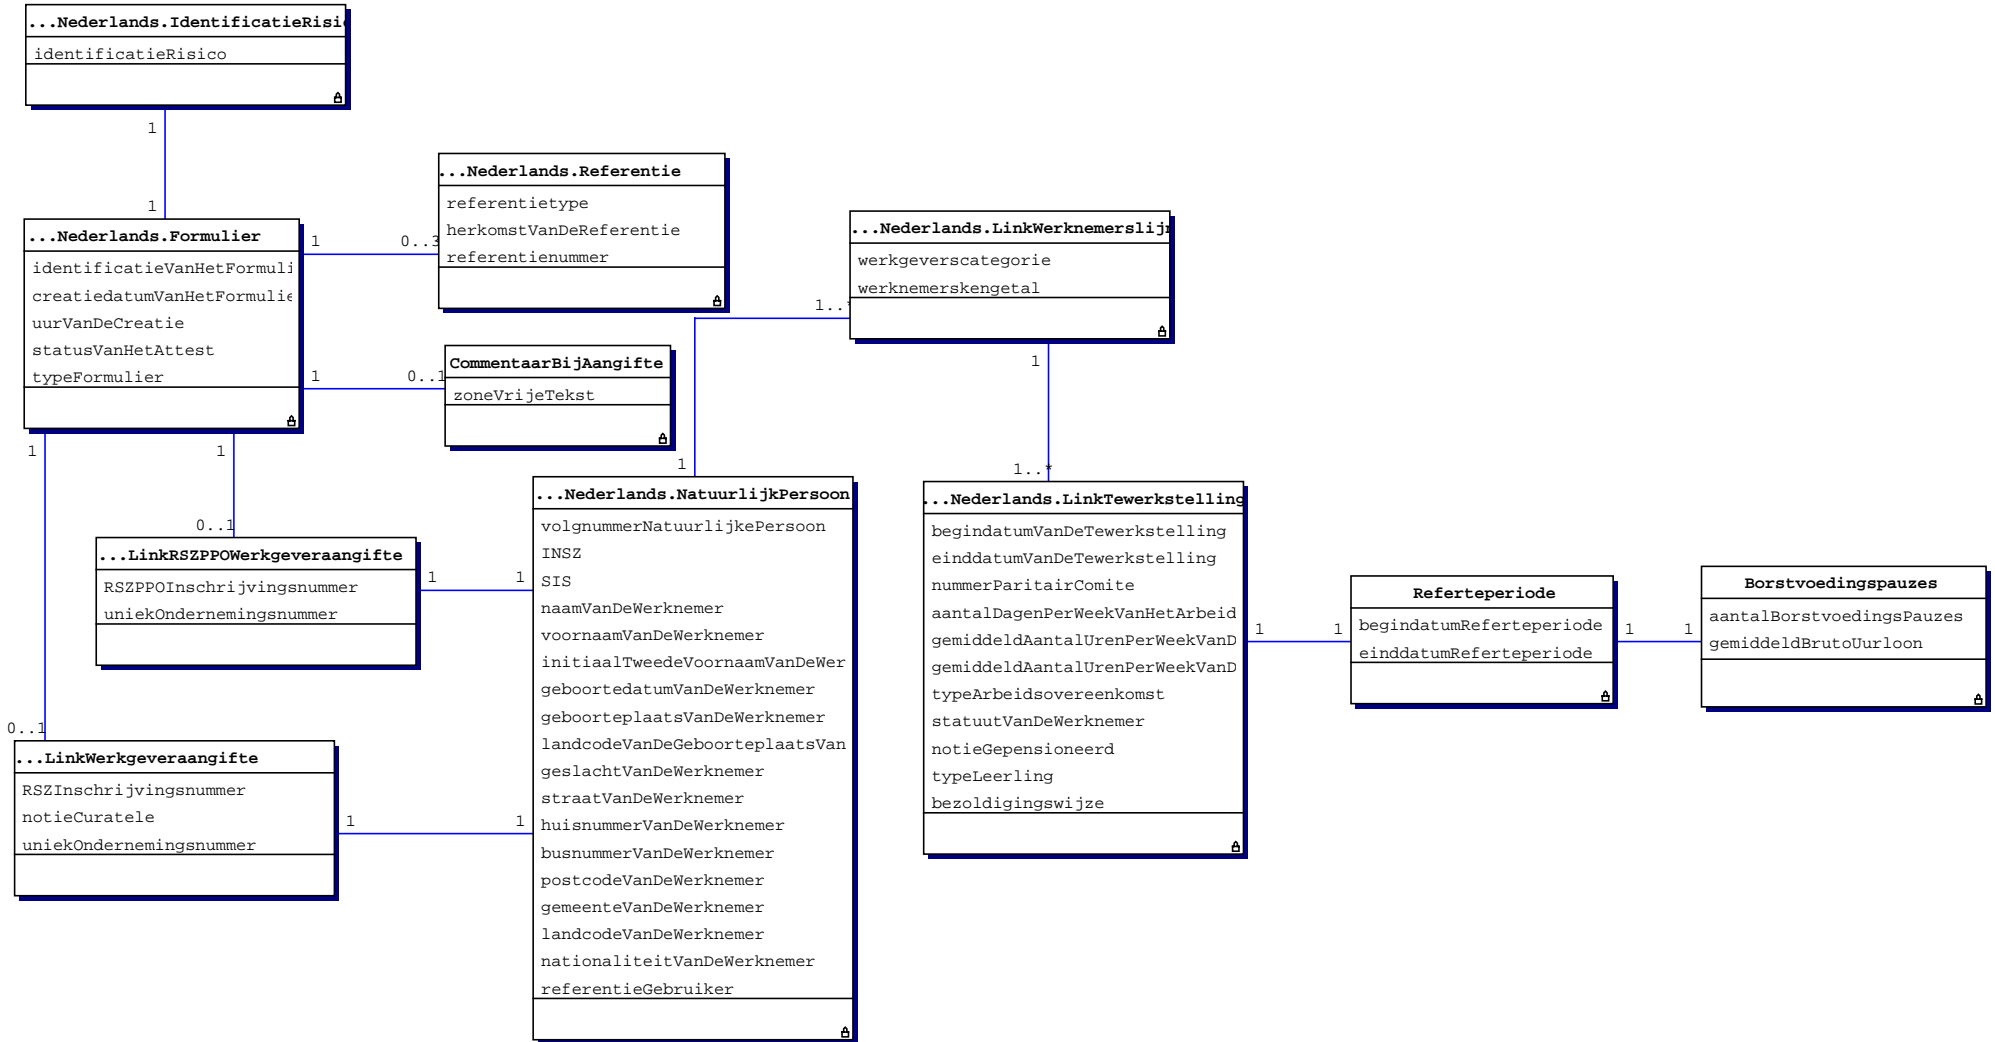 ...Nederlands.IdentificatieRisi
identificatieRisico
1
1
...Nederlands.Formulier
identificatieVanHetFormuli
creatiedatumVanHetFormulie
uurVanDeCreatie
statusVanHetAttest
typeFormulier
1
0..3
...Nederlands.Referentie
referentietype
herkomstVanDeReferentie
referentienummer
1
0..1
CommentaarBijAangifte
zoneVrijeTekst
1
1
0..1
...LinkRSZPPOWerkgeveraangifte
RSZPPOInschrijvingsnummer
uniekOndernemingsnummer
1
1
0..1
...LinkWerkgeveraangifte
RSZInschrijvingsnummer
notieCuratele
uniekOndernemingsnummer
1
1
1
1..*
...Nederlands.NatuurlijkPersoon
volgnummerNatuurlijkePersoon
INSZ
SIS
naamVanDeWerknemer
voornaamVanDeWerknemer
initiaalTweedeVoornaamVanDeWer
geboortedatumVanDeWerknemer
geboorteplaatsVanDeWerknemer
landcodeVanDeGeboorteplaatsVan
geslachtVanDeWerknemer
straatVanDeWerknemer
huisnummerVanDeWerknemer
busnummerVanDeWerknemer
postcodeVanDeWerknemer
gemeenteVanDeWerknemer
landcodeVanDeWerknemer
nationaliteitVanDeWerknemer
referentieGebruiker
...Nederlands.LinkWerknemerslijn
werkgeverscategorie
werknemerskengetal
1
1..*
...Nederlands.LinkTewerkstelling
begindatumVanDeTewerkstelling
einddatumVanDeTewerkstelling
nummerParitairComite
aantalDagenPerWeekVanHetArbeid
gemiddeldAantalUrenPerWeekVanD
gemiddeldAantalUrenPerWeekVanD
typeArbeidsovereenkomst
statuutVanDeWerknemer
notieGepensioneerd
typeLeerling
bezoldigingswijze
1
1
Referteperiode
begindatumReferteperiode
einddatumReferteperiode
1
1
Borstvoedingspauzes
aantalBorstvoedingsPauzes
gemiddeldBrutoUurloon